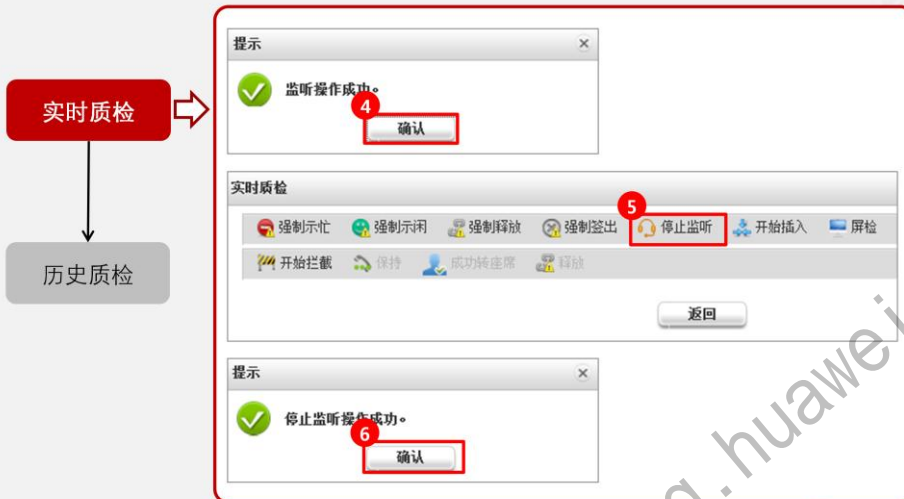 提示
监听操作成功。
4
确认
实时质检
实时质检
5
强制示忙 强制示闲 强制释放 强制签出 停止监听 开始插入 屏检
开始拦截 保持 成功转座席 释放
历史质检
返回
提示
停止监听操作成功。
6
确认
.huawei